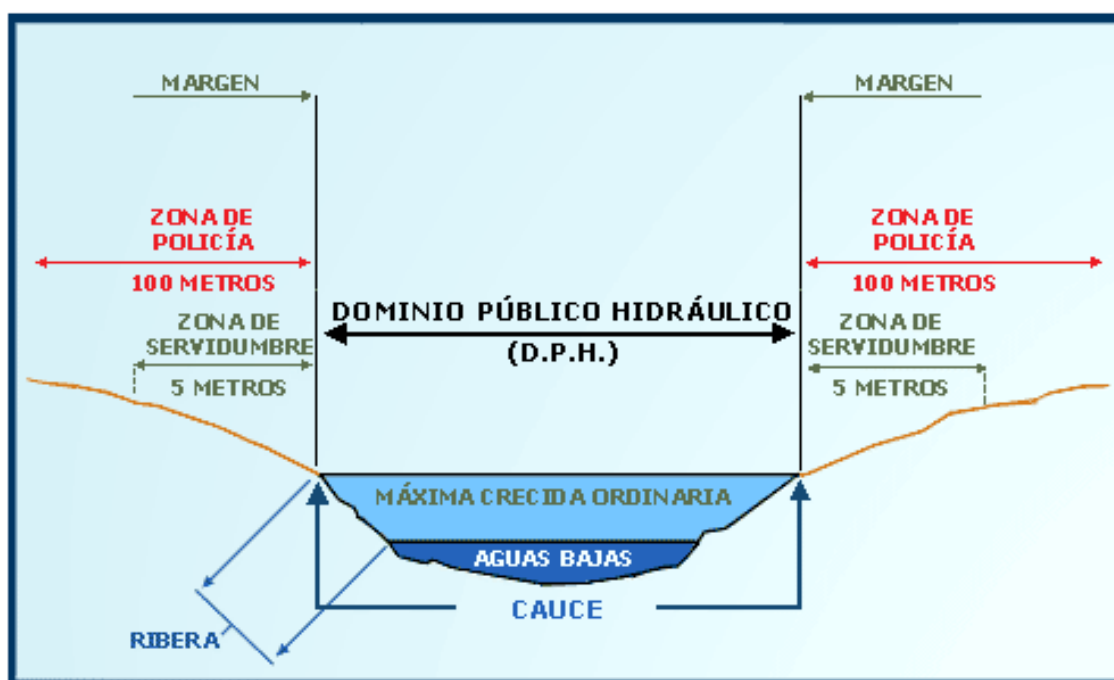 MARGEN
MARGEN
ZONA DE
POLICÍA
100 METROS
ZONA DE
POLICÍA
100 METROS
DOMINIO PÚBLICO HIDRÁULICO
(D.P.H.)
ZONA DE
SERVIDUMBRE
5 METROS
ZONA DE
SERVIDUMBRE
5 METROS
MÁXIMA CRECIDA ORDINARIA
AGUAS BAJAS
CAUCE
RIBERA